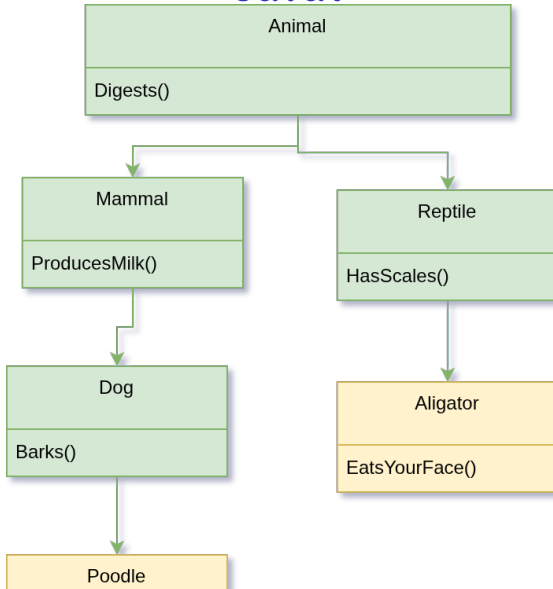 Animal
Digests()
Mammal
ProducesMilk()
Reptile
HasScales()
Dog
Barks()
Aligator
EatsYourFace()
Poodle